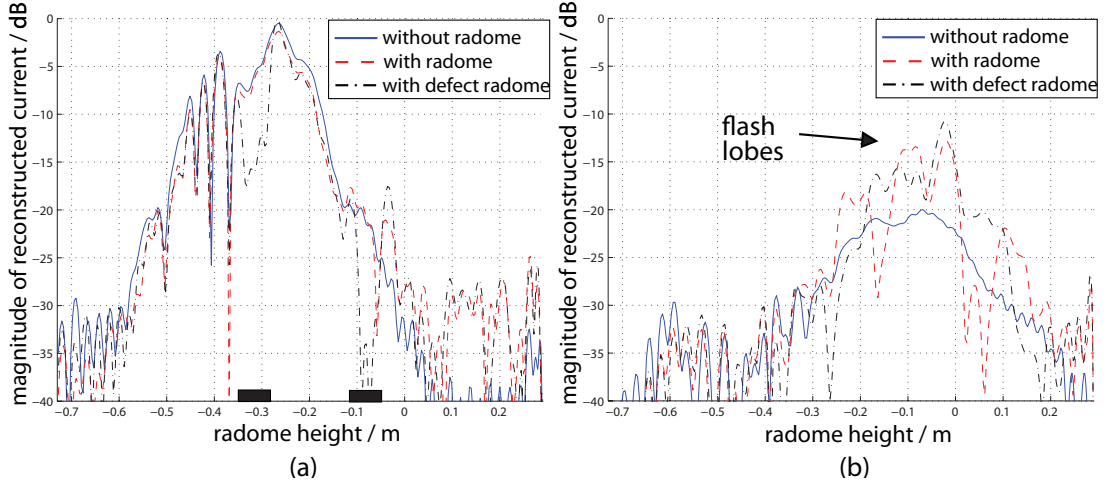 magnitude of reconstructed current / dB
0
−5
−10
−15
−20
−25
−30
−35
−40
−0.7 −0.6 −0.5 −0.4 −0.3 −0.2 −0.1 0 0.1 0.2
radome height / m
without radome
with radome
with defect radome
(a)
magnitude of reconstructed current / dB
0
−5
−10
−15
−20
−25
−30
−35
−40
−0.7 −0.6 −0.5 −0.4 −0.3 −0.2 −0.1 0 0.1 0.2
radome height / m
without radome
with radome
with defect radome
flash
lobes
(b)